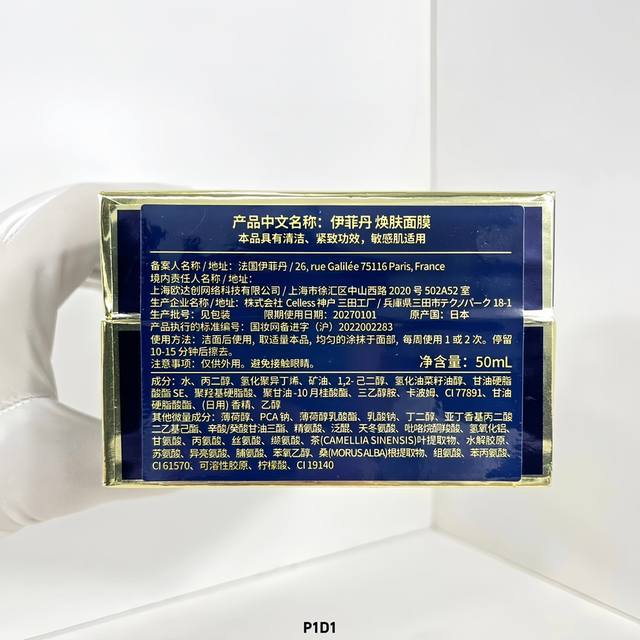 产品中文名称：伊菲丹 焕肤面膜
本品具有清洁、紧致功效，敏感肌适用
备案人名称 / 地址：法国伊菲丹 / 26, rue Galilée 75116 Paris, France
境内责任人名称 / 地址：
上海欧达创网络科技有限公司 / 上海市徐汇区中山西路 2020 号 502A52 室
生产企业名称 / 地址：株式会社 Celless 神户 三田工厂 / 兵庫県三田市テクノパーク 18-1
生产批号：见包装 限期使用日期：20270101 原产国：日本
产品执行的标准编号：国妆网备进字（沪）2022002283
使用方法：洁面后使用，取适量本品，均匀的涂抹于面部，每周使用 1 或 2 次。停留
10-15 分钟后擦去。
注意事项：仅供外用。避免接触眼睛。 净含量：50mL
成分：水、丙二醇、氢化聚异丁烯、矿油、1,2- 己二醇、氢化油菜籽油醇、甘油硬脂
酸酯 SE、聚羟基硬脂酸、聚甘油 -10 月桂酸酯、三乙醇胺、卡波姆、CI 77891、甘油
硬脂酸酯、(日用) 香精、乙醇
其他微量成分：薄荷醇、PCA 钠、薄荷醇乳酸酯、乳酸钠、丁二醇、亚丁香基丙二酸
二乙基己酯、辛酸/癸酸甘油三酯、精氨酸、泛醌、天冬氨酸、吡咯烷酮羧酸、氢氧化铝、
甘氨酸、丙氨酸、丝氨酸、缬氨酸、茶(CAMELLIA SINENSIS)叶提取物、水解胶原、
苏氨酸、异亮氨酸、脯氨酸、苯氧乙醇、桑(MORUS ALBA)根提取物、组氨酸、苯丙氨酸、
CI 61570、可溶性胶原、柠檬酸、CI 19140
P1D1